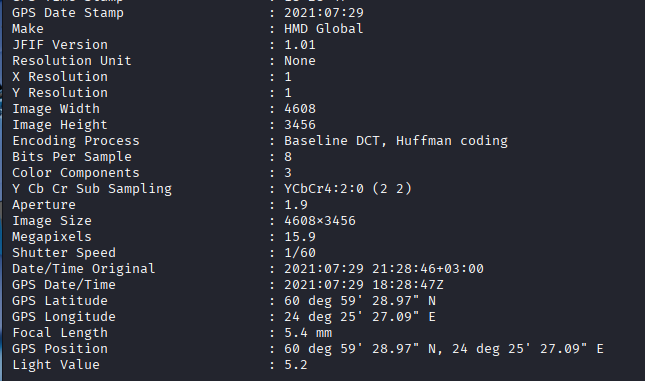 GPS Date Stamp : 2021:07:29
Make : HMD Global
JFIF Version : 1.01
Resolution Unit : None
X Resolution : 1
Y Resolution : 1
Image Width : 4608
Image Height : 3456
Encoding Process : Baseline DCT, Huffman coding
Bits Per Sample : 8
Color Components : 3
Y Cb Cr Sub Sampling : YCbCr4:2:0 (2 2)
Aperture : 1.9
Image Size : 4608×3456
Megapixels : 15.9
Shutter Speed : 1/60
Date/Time Original : 2021:07:29 21:28:46+03:00
GPS Date/Time : 2021:07:29 18:28:47Z
GPS Latitude : 60 deg 59' 28.97" N
GPS Longitude : 24 deg 25' 27.09" E
Focal Length : 5.4 mm
GPS Position : 60 deg 59' 28.97" N, 24 deg 25' 27.09" E
Light Value : 5.2